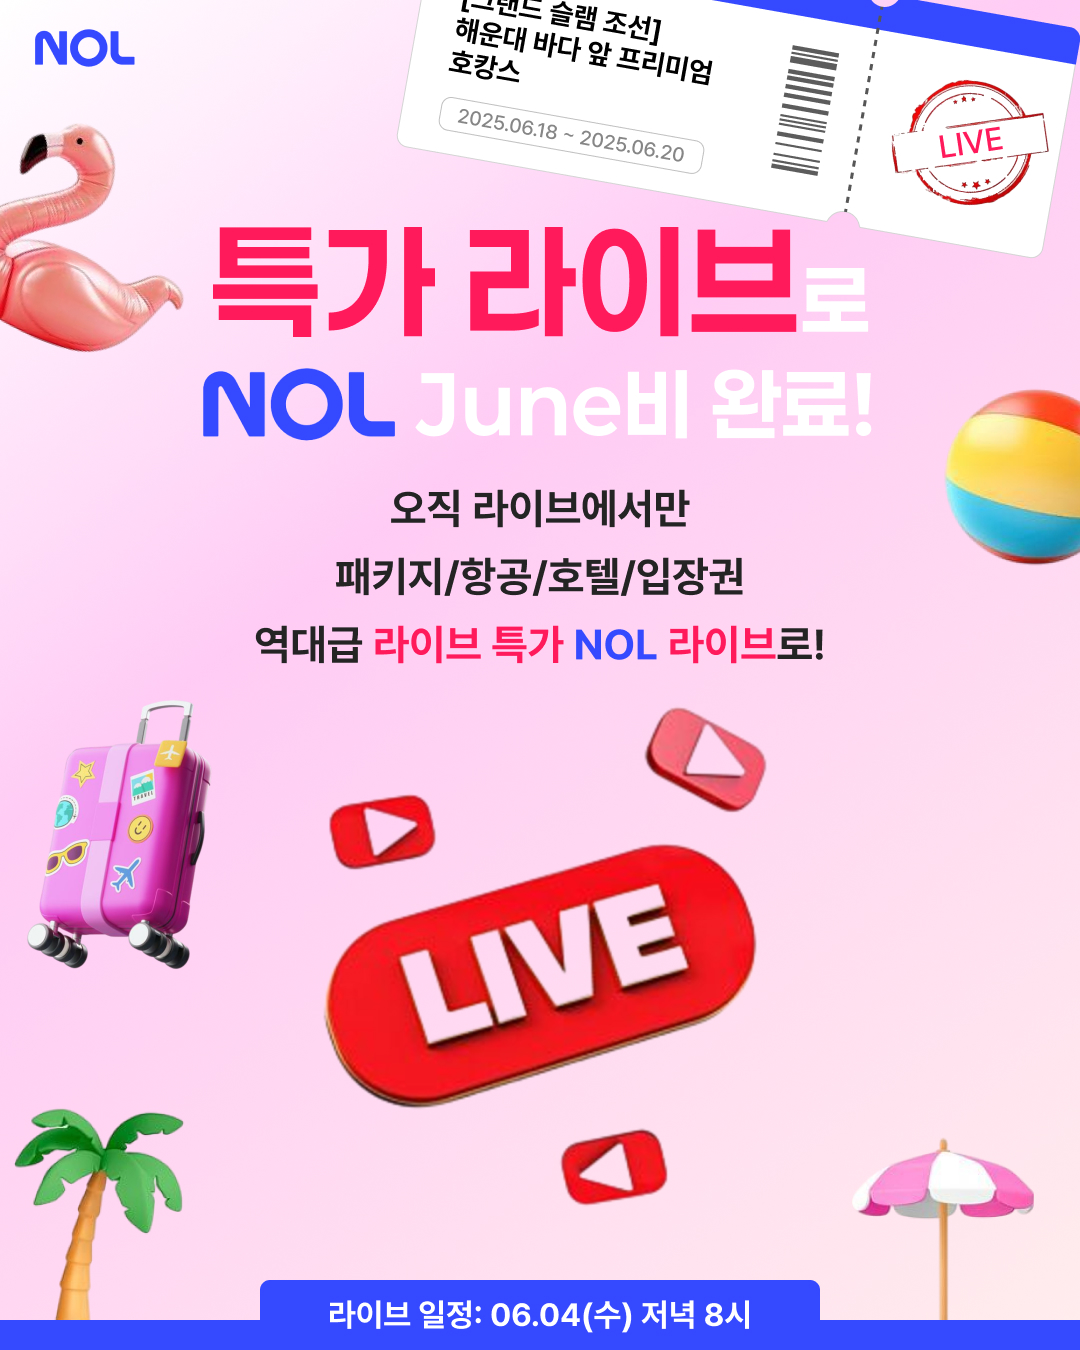 NOL
[그랜드 슬램 조선]
해운대 바다 앞 프리미엄
호캉스
2025.06.18 ~ 2025.06.20
LIVE
특가 라이브로
NOL June비 완료!
오직 라이브에서만
패키지/항공/호텔/입장권
역대급 라이브 특가 NOL 라이브로!
TRAVEL
LIVE
라이브 일정: 06.04(수) 저녁 8시